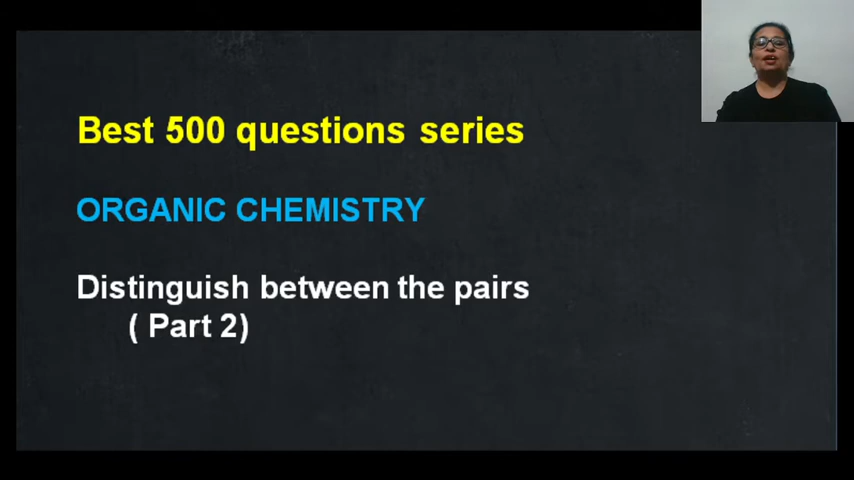 Best 500 questions series
ORGANIC CHEMISTRY
Distinguish between the pairs
( Part 2)